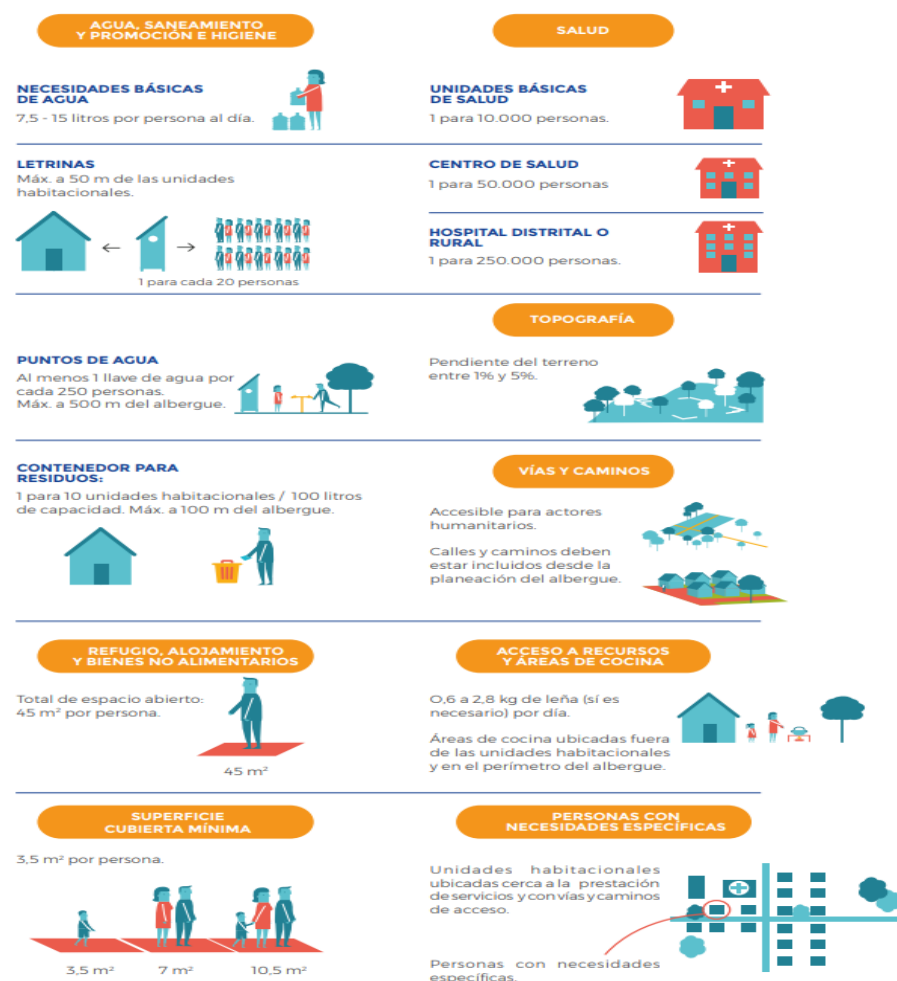 AGUA, SANEAMIENTO
Y PROMOCIÓN E HIGIENE
NECESIDADES BÁSICAS
DE AGUA
7,5 - 15 litros por persona al día.
LETRINAS
Máx. a 50 m de las unidades
habitacionales.
1 para cada 20 personas
PUNTOS DE AGUA
Al menos 1 llave de agua por
cada 250 personas.
Máx. a 500 m del albergue.
CONTENEDOR PARA
RESIDUOS:
1 para 10 unidades habitacionales / 100 litros
de capacidad. Máx. a 100 m del albergue.
REFUGIO, ALOJAMIENTO
Y BIENES NO ALIMENTARIOS
Total de espacio abierto:
45 m² por persona.
45 m²
SUPERFICIE
CUBIERTA MÍNIMA
3,5 m² por persona.
3,5 m²
7 m²
10,5 m²
SALUD
UNIDADES BÁSICAS
DE SALUD
1 para 10.000 personas.
CENTRO DE SALUD
1 para 50.000 personas
HOSPITAL DISTRITAL O
RURAL
1 para 250.000 personas.
TOPOGRAFÍA
Pendiente del terreno
entre 1% y 5%.
VÍAS Y CAMINOS
Accesible para actores
humanitarios.
Calles y caminos deben
estar incluidos desde la
planeación del albergue.
ACCESO A RECURSOS
Y ÁREAS DE COCINA
0,6 a 2,8 kg de leña (sí es
necesario) por día.
Áreas de cocina ubicadas fuera
de las unidades habitacionales
y en el perímetro del albergue.
PERSONAS CON
NECESIDADES ESPECÍFICAS
Unidades habitacionales
ubicadas cerca a la prestación
de servicios y con vías y caminos
de acceso.
Personas con necesidades
específicas.